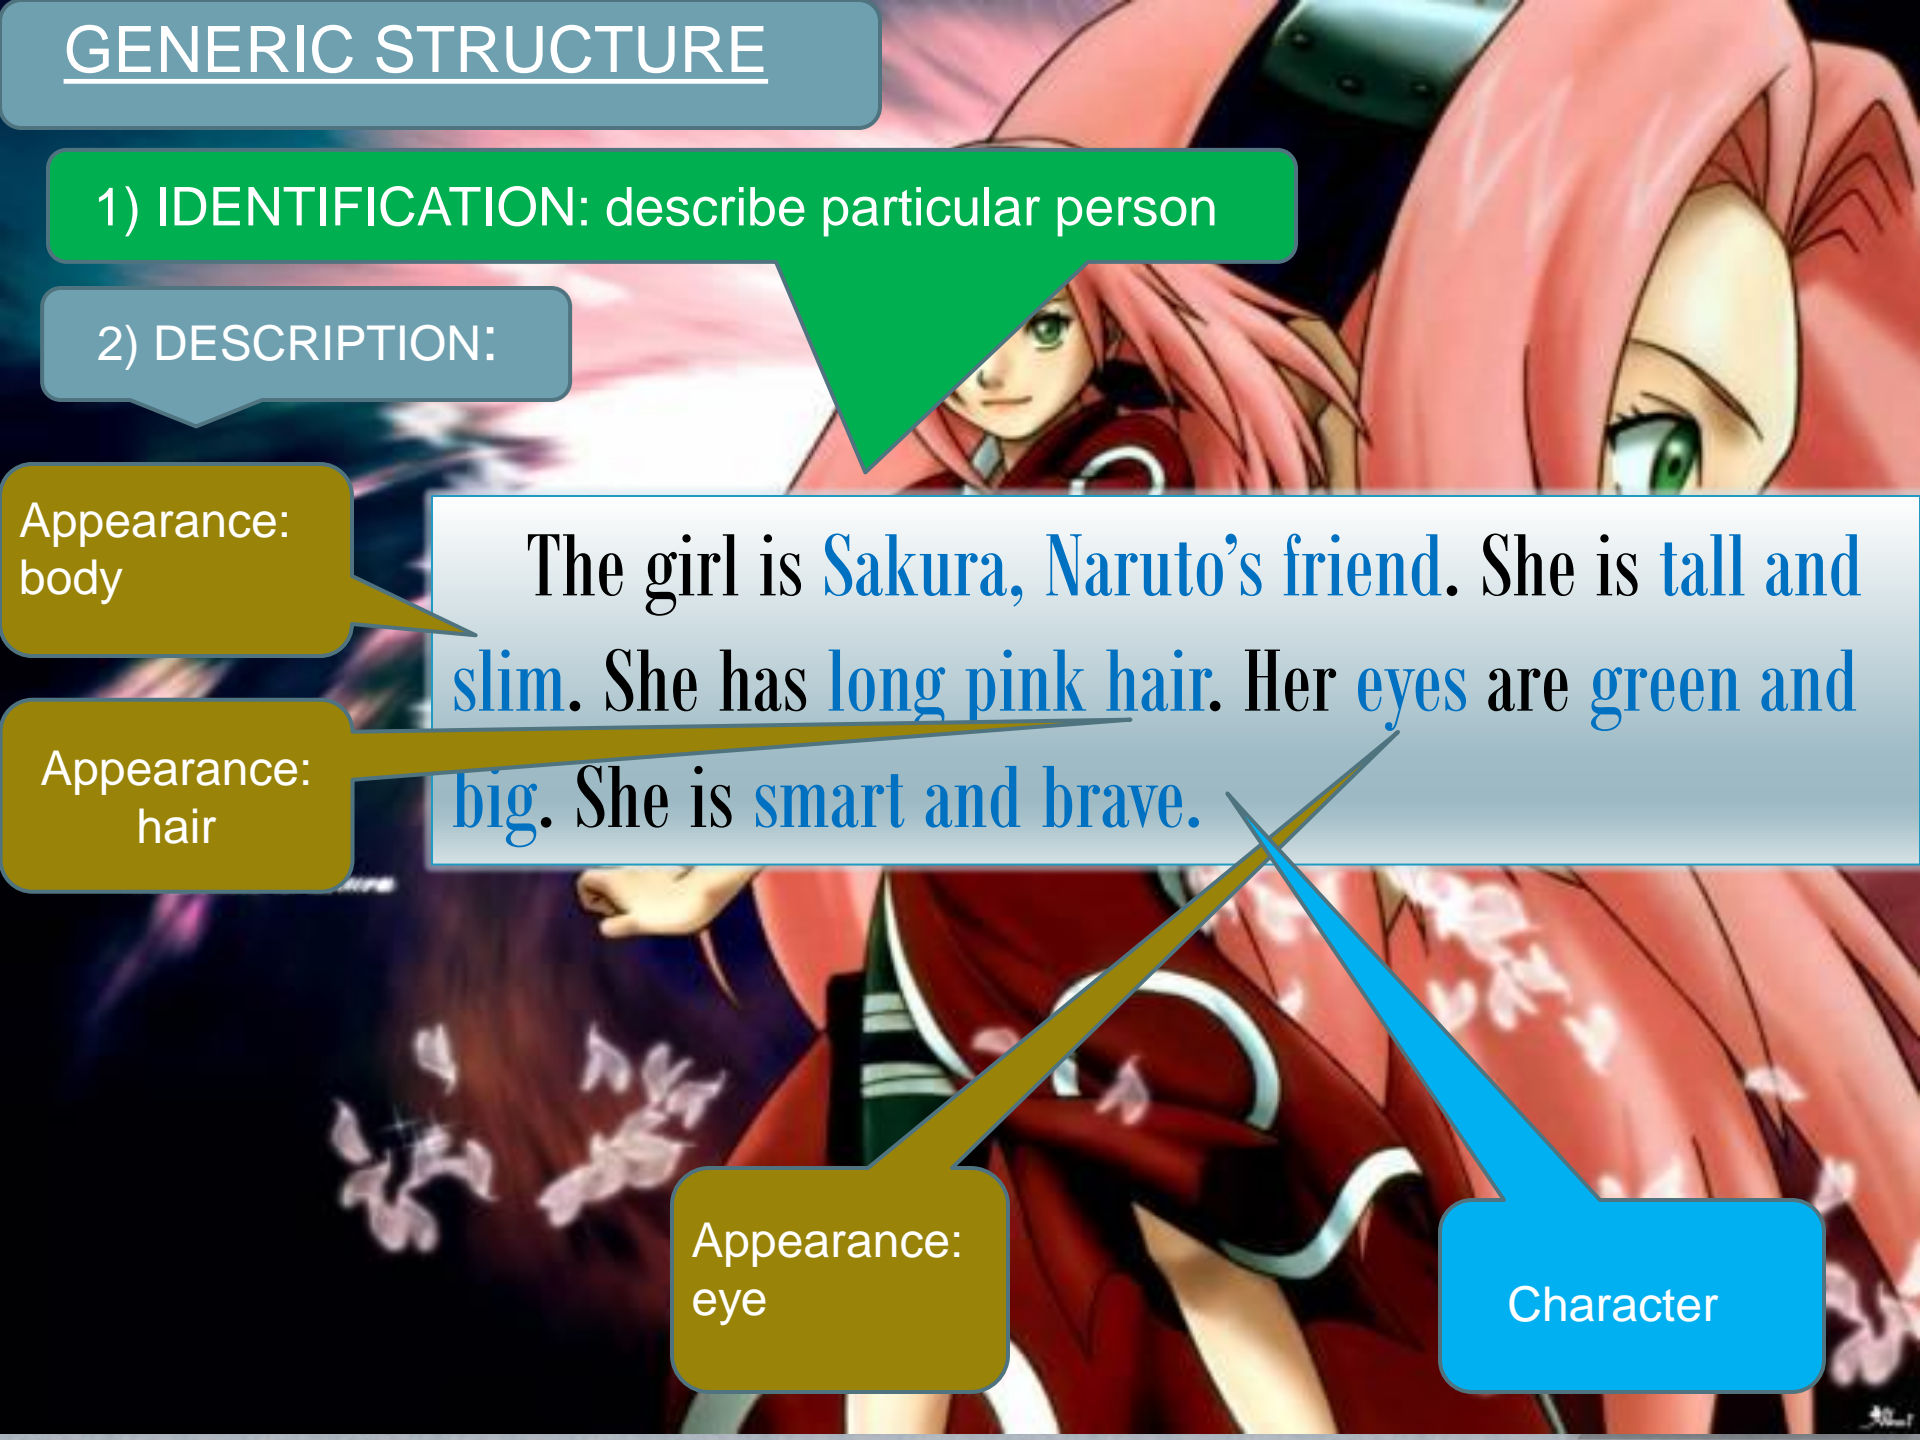 GENERIC STRUCTURE
1) IDENTIFICATION: describe particular person
2) DESCRIPTION:
Appearance:
body
The girl is Sakura, Naruto’s friend. She is tall and
slim. She has long pink hair. Her eyes are green and
big. She is smart and brave.
Appearance:
hair
Appearance:
eye
Character